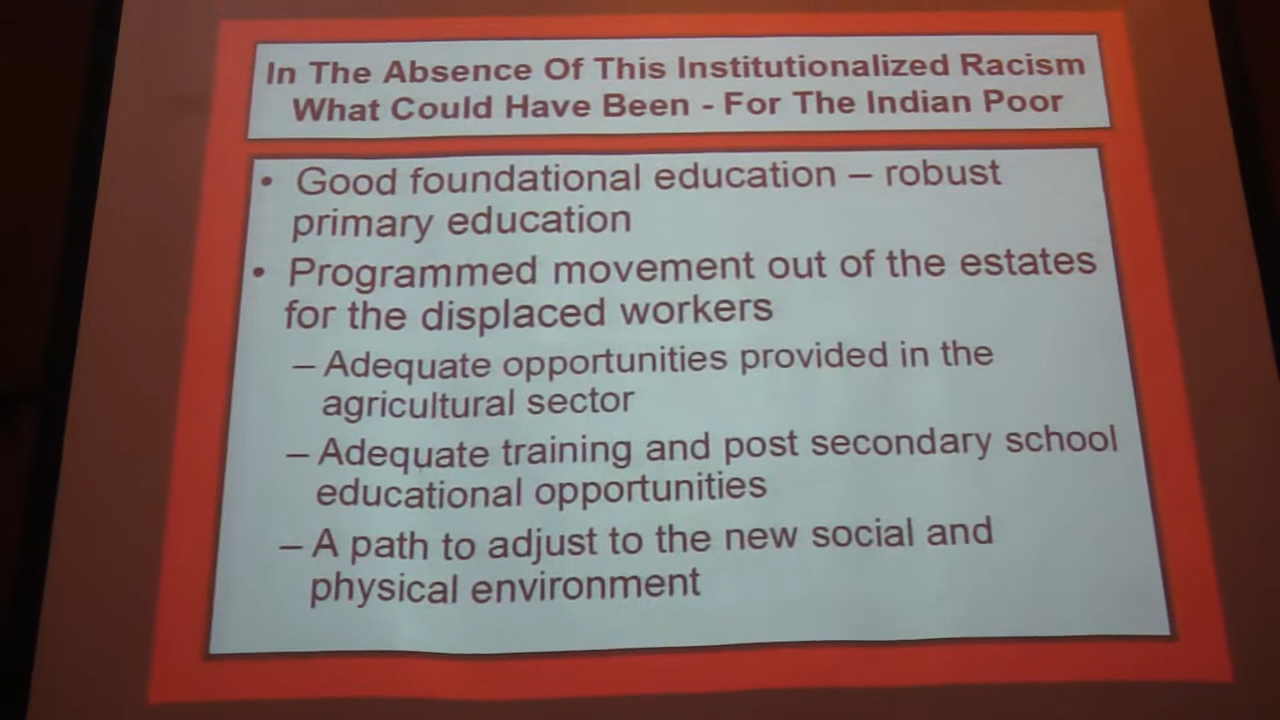 In The Absence Of This Institutionalized Racism
What Could Have Been - For The Indian Poor
• Good foundational education – robust
primary education
• Programmed movement out of the estates
for the displaced workers
– Adequate opportunities provided in the
agricultural sector
– Adequate training and post secondary school
educational opportunities
– A path to adjust to the new social and
physical environment